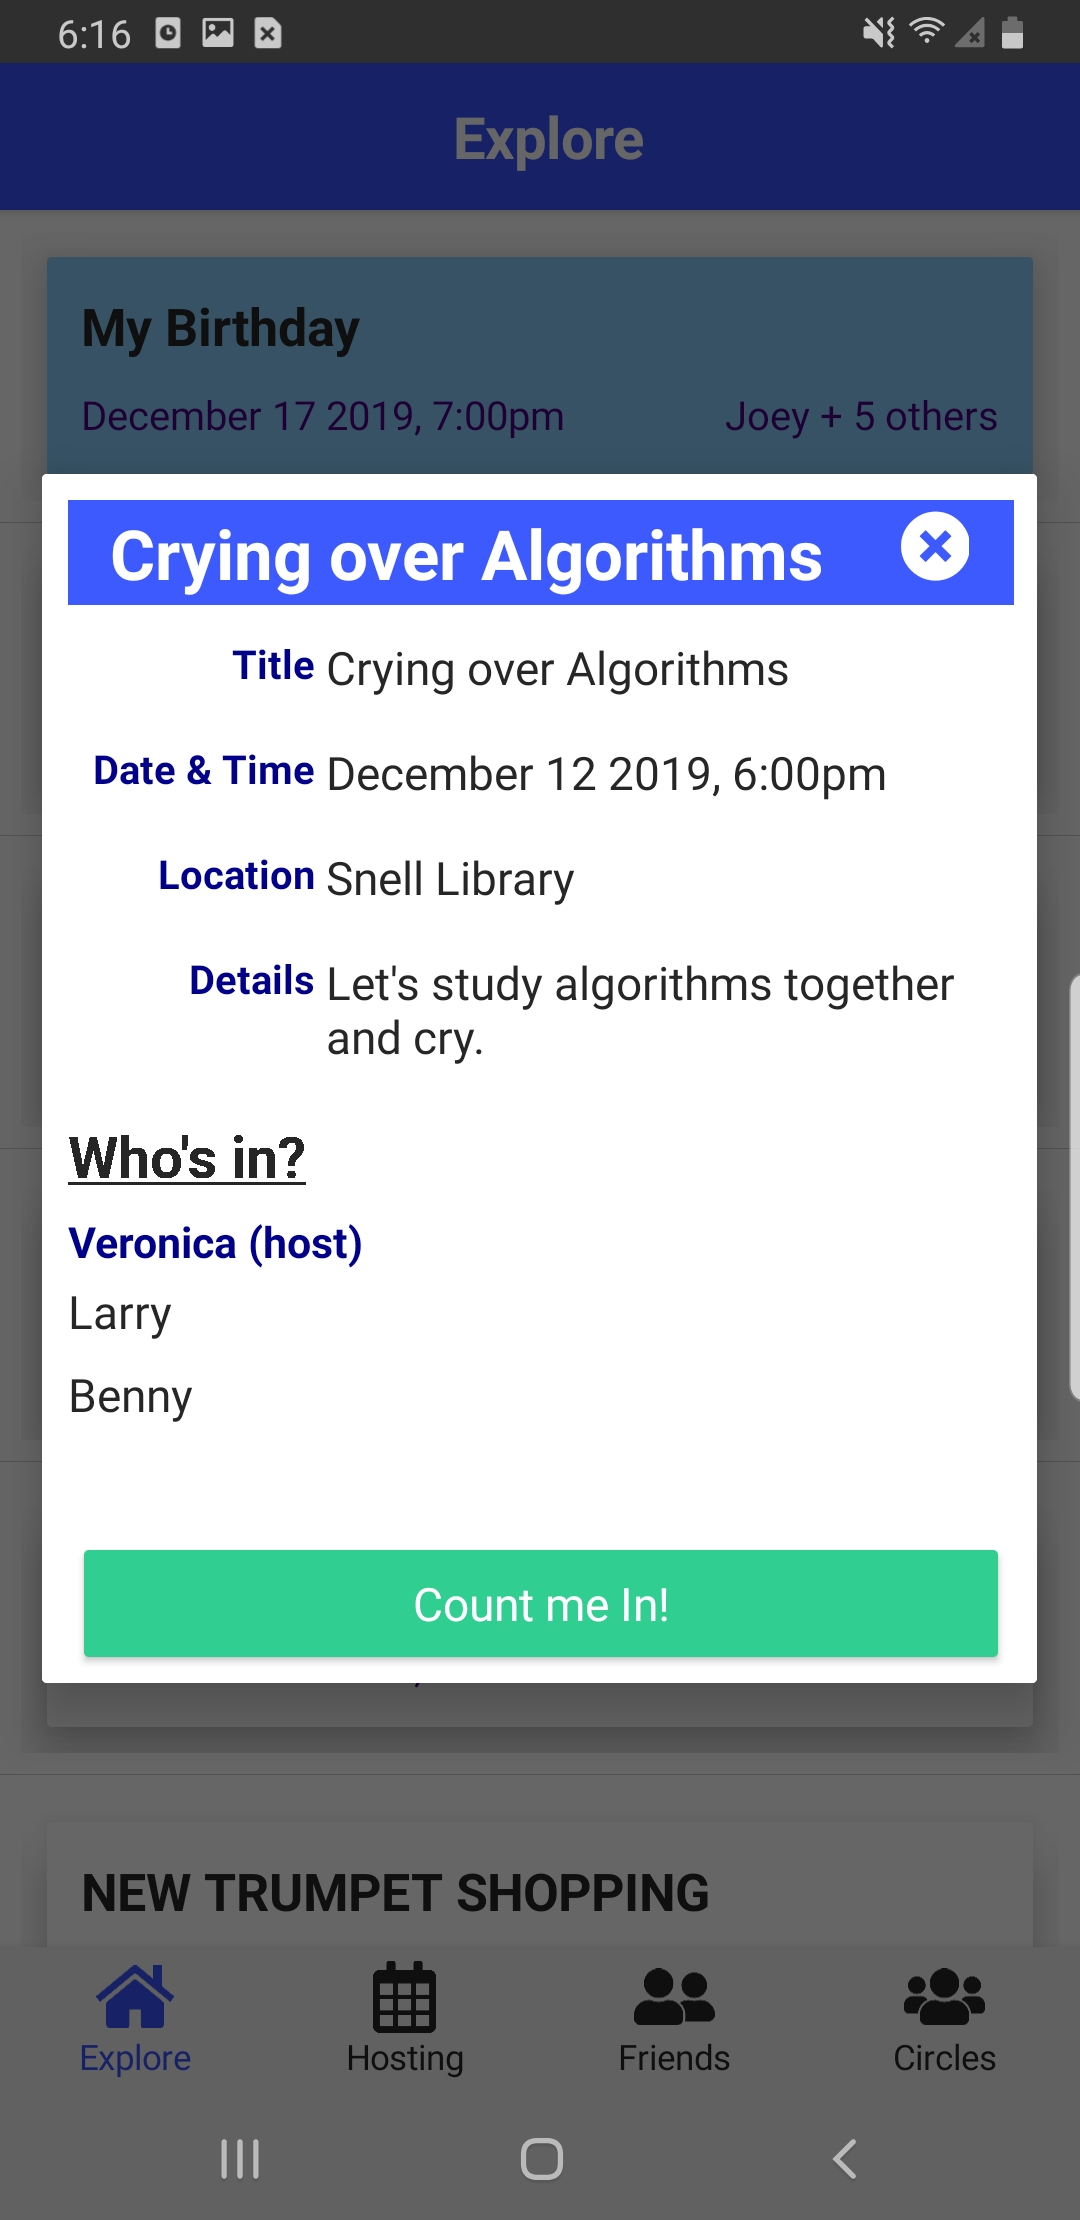 6:16
Explore
My Birthday
December 17 2019, 7:00pm Joey + 5 others
Crying over Algorithms
Title Crying over Algorithms
Date & Time December 12 2019, 6:00pm
Location Snell Library
Details Let's study algorithms together
and cry.
Who's in?
Veronica (host)
Larry
Benny
Count me In!
NEW TRUMPET SHOPPING
Explore Hosting Friends Circles